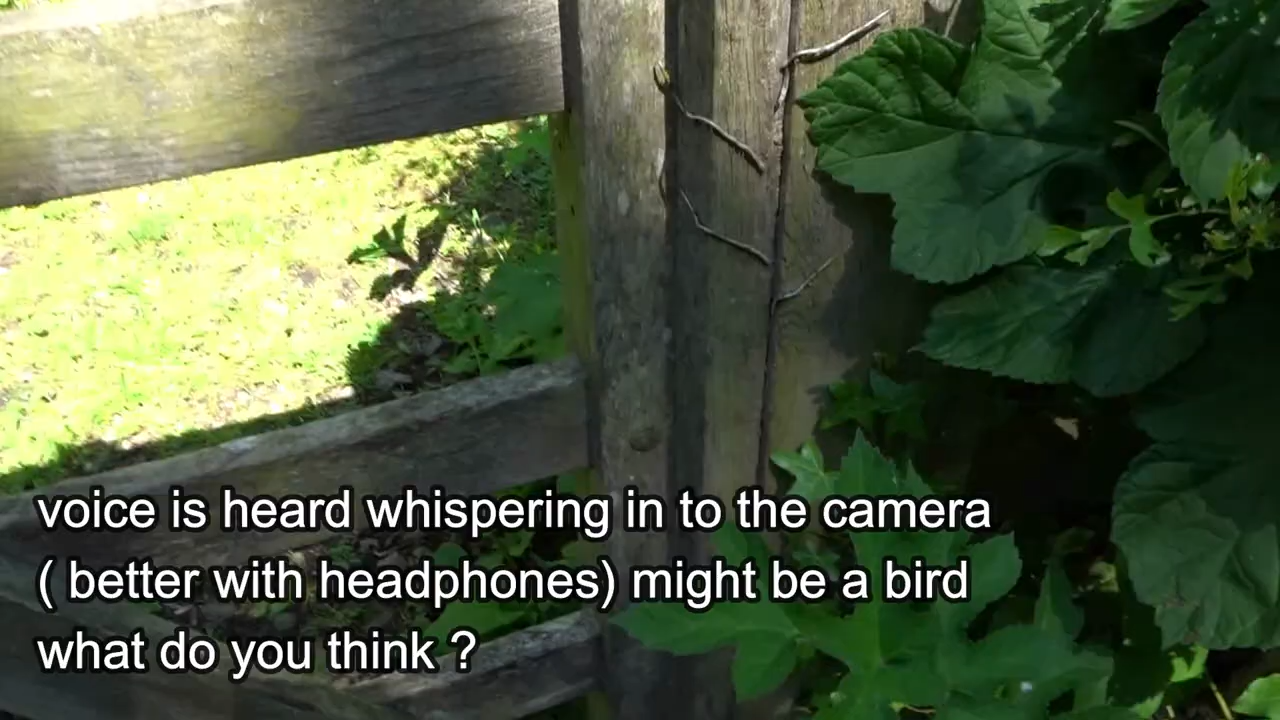 voice is heard whispering in to the camera
( better with headphones) might be a bird
what do you think ?